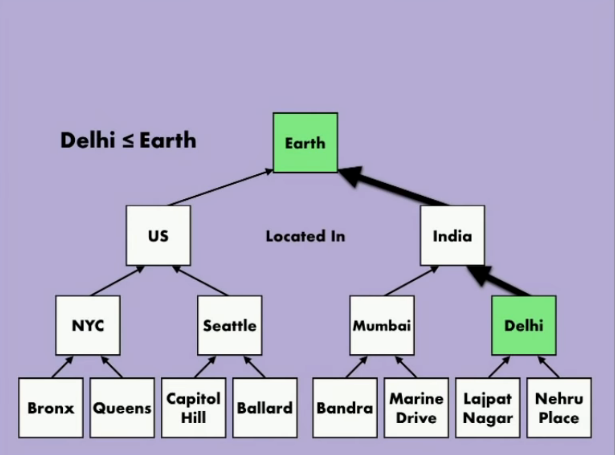 Earth
Delhi ≤ Earth
US
Located In
India
NYC
Seattle
Mumbai
Delhi
Bronx
Queens
Capitol
Hill
Ballard
Bandra
Marine
Drive
Lajpat
Nagar
Nehru
Place